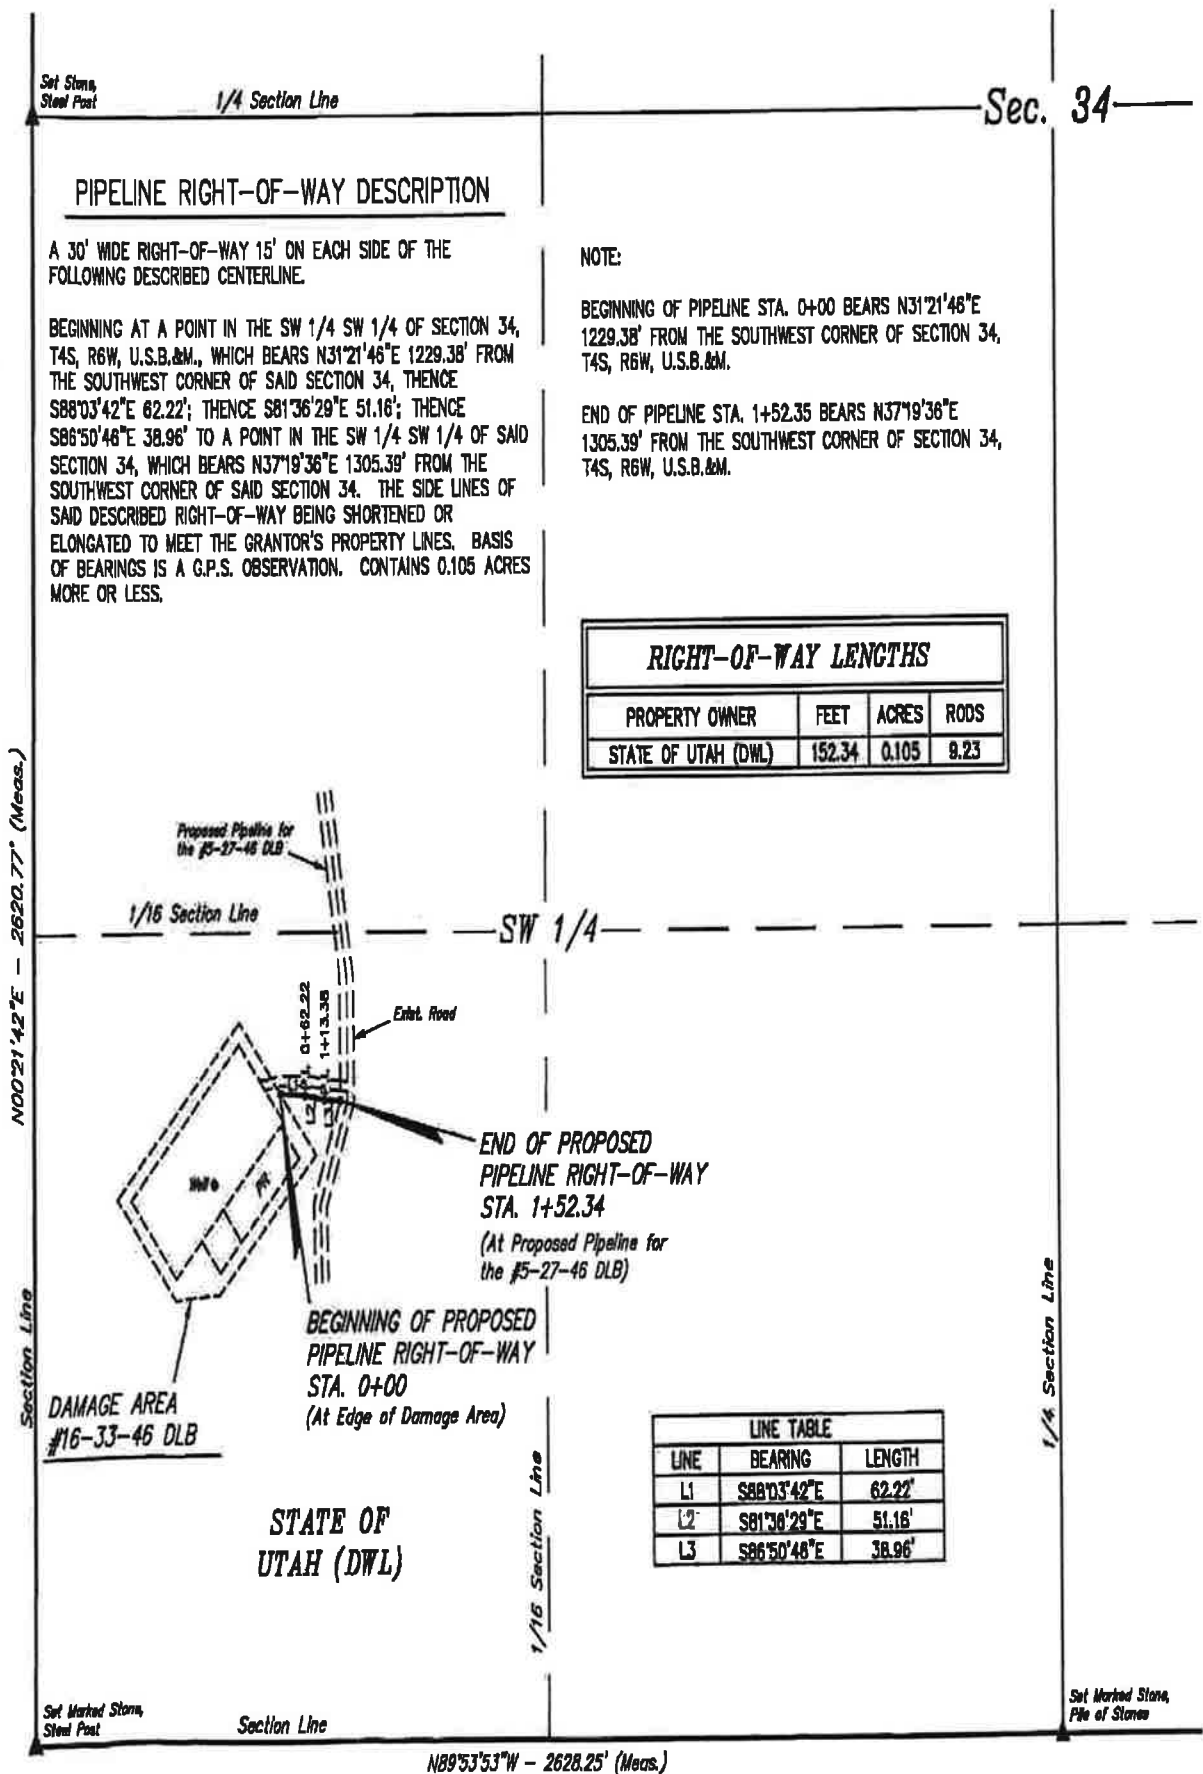 Set Stone,
Steel Post
1/4 Section Line
Sec. 34
PIPELINE RIGHT-OF-WAY DESCRIPTION
A 30' WIDE RIGHT-OF-WAY 15' ON EACH SIDE OF THE
FOLLOWING DESCRIBED CENTERLINE.
BEGINNING AT A POINT IN THE SW 1/4 SW 1/4 OF SECTION 34,
T4S, R6W, U.S.B.&M., WHICH BEARS N31°21'46"E 1229.38' FROM
THE SOUTHWEST CORNER OF SAID SECTION 34, THENCE
S88°03'42"E 62.22'; THENCE S81°36'29"E 51.16'; THENCE
S86°50'46"E 38.96' TO A POINT IN THE SW 1/4 SW 1/4 OF SAID
SECTION 34, WHICH BEARS N37°19'36"E 1305.39' FROM THE
SOUTHWEST CORNER OF SAID SECTION 34. THE SIDE LINES OF
SAID DESCRIBED RIGHT-OF-WAY BEING SHORTENED OR
ELONGATED TO MEET THE GRANTOR'S PROPERTY LINES. BASIS
OF BEARINGS IS A G.P.S. OBSERVATION. CONTAINS 0.105 ACRES
MORE OR LESS.
NOTE:
BEGINNING OF PIPELINE STA. 0+00 BEARS N31°21'46"E
1229.38' FROM THE SOUTHWEST CORNER OF SECTION 34,
T4S, R6W, U.S.B.&M.
END OF PIPELINE STA. 1+52.35 BEARS N37°19'36"E
1305.39' FROM THE SOUTHWEST CORNER OF SECTION 34,
T4S, R6W, U.S.B.&M.
RIGHT-OF-WAY LENGTHS
PROPERTY OWNER FEET ACRES RODS
STATE OF UTAH (DWL) 152.34 0.105 9.23
N00°21'42"E - 2620.77' (Meas.)
Proposed Pipeline for
the #5-27-46 DLB
1/16 Section Line
SW 1/4
0+62.22
1+13.38
Exist. Road
L1
L2
L3
Well
Pit
END OF PROPOSED
PIPELINE RIGHT-OF-WAY
STA. 1+52.34
(At Proposed Pipeline for
the #5-27-46 DLB)
BEGINNING OF PROPOSED
PIPELINE RIGHT-OF-WAY
STA. 0+00
(At Edge of Damage Area)
Section Line
DAMAGE AREA
#16-33-46 DLB
1/4 Section Line
LINE TABLE
LINE BEARING LENGTH
L1 S88°03'42"E 62.22'
L2 S81°36'29"E 51.16'
L3 S86°50'46"E 38.96'
STATE OF
UTAH (DWL)
1/16 Section Line
Set Marked Stone,
Steel Post
Section Line
Set Marked Stone,
Pile of Stones
N89°53'53"W - 2628.25' (Meas.)